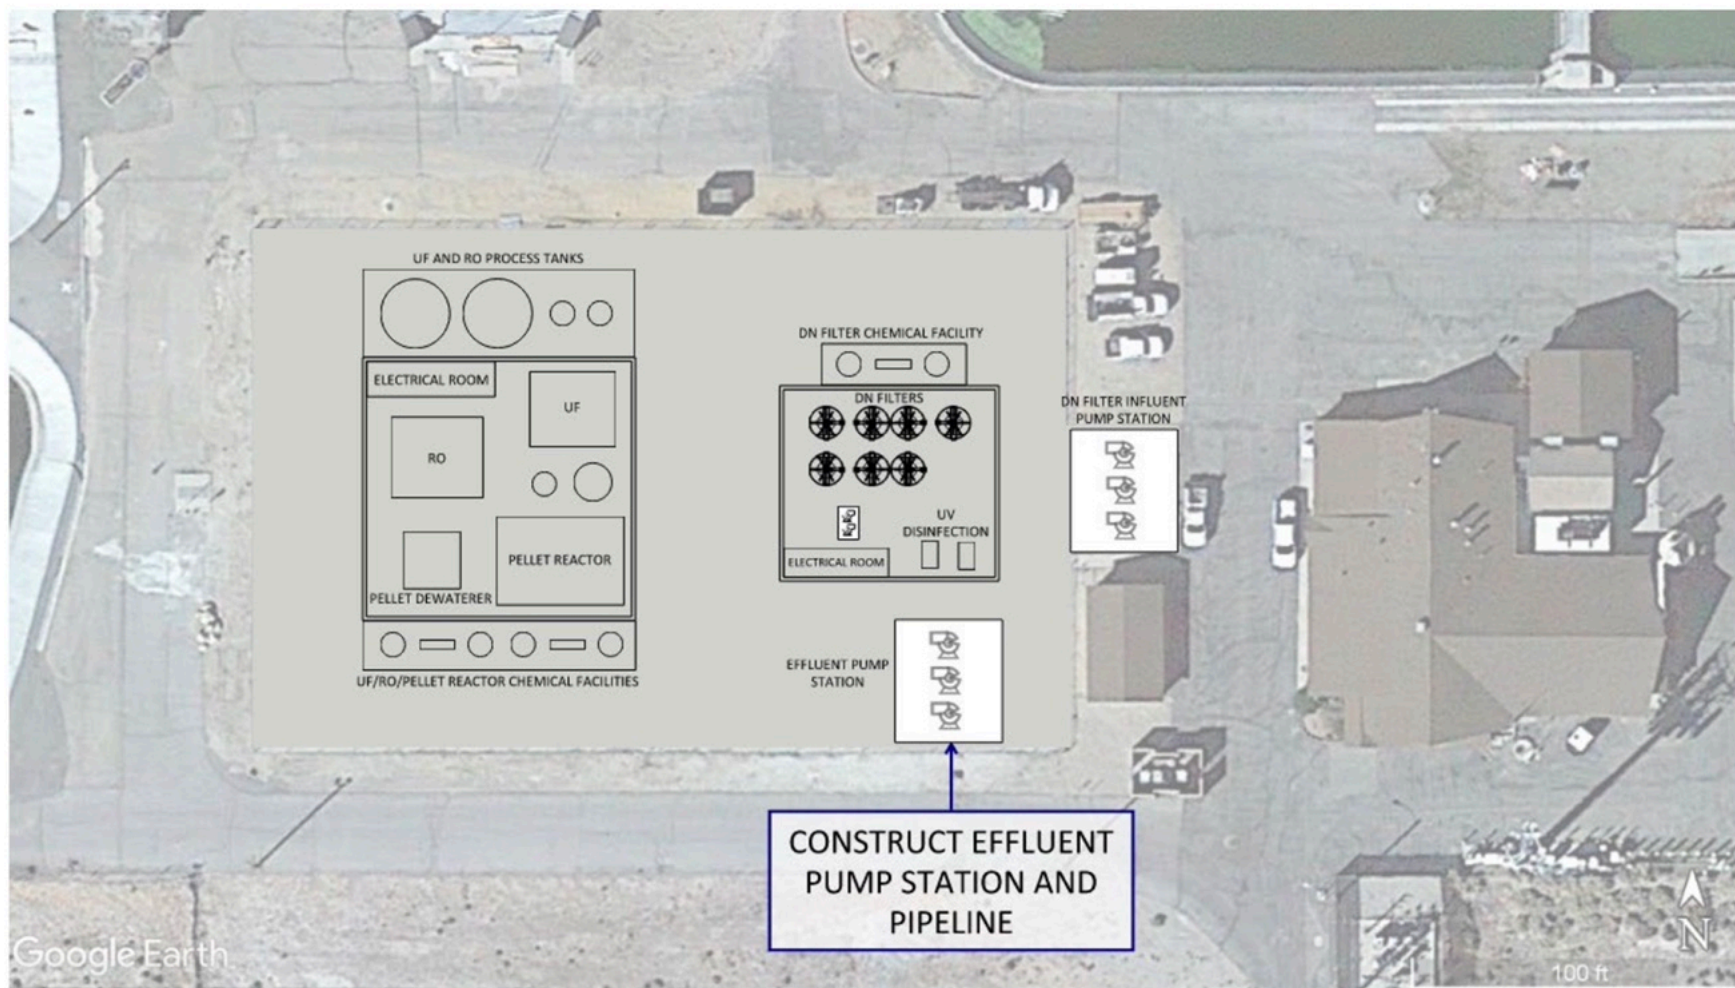 UF AND RO PROCESS TANKS
ELECTRICAL ROOM
UF
RO
PELLET REACTOR
PELLET DEWATERER
UF/RO/PELLET REACTOR CHEMICAL FACILITIES
DN FILTER CHEMICAL FACILITY
DN FILTERS
UV
DISINFECTION
ELECTRICAL ROOM
DN FILTER INFLUENT
PUMP STATION
EFFLUENT PUMP
STATION
CONSTRUCT EFFLUENT
PUMP STATION AND
PIPELINE
Google Earth
N
100 ft